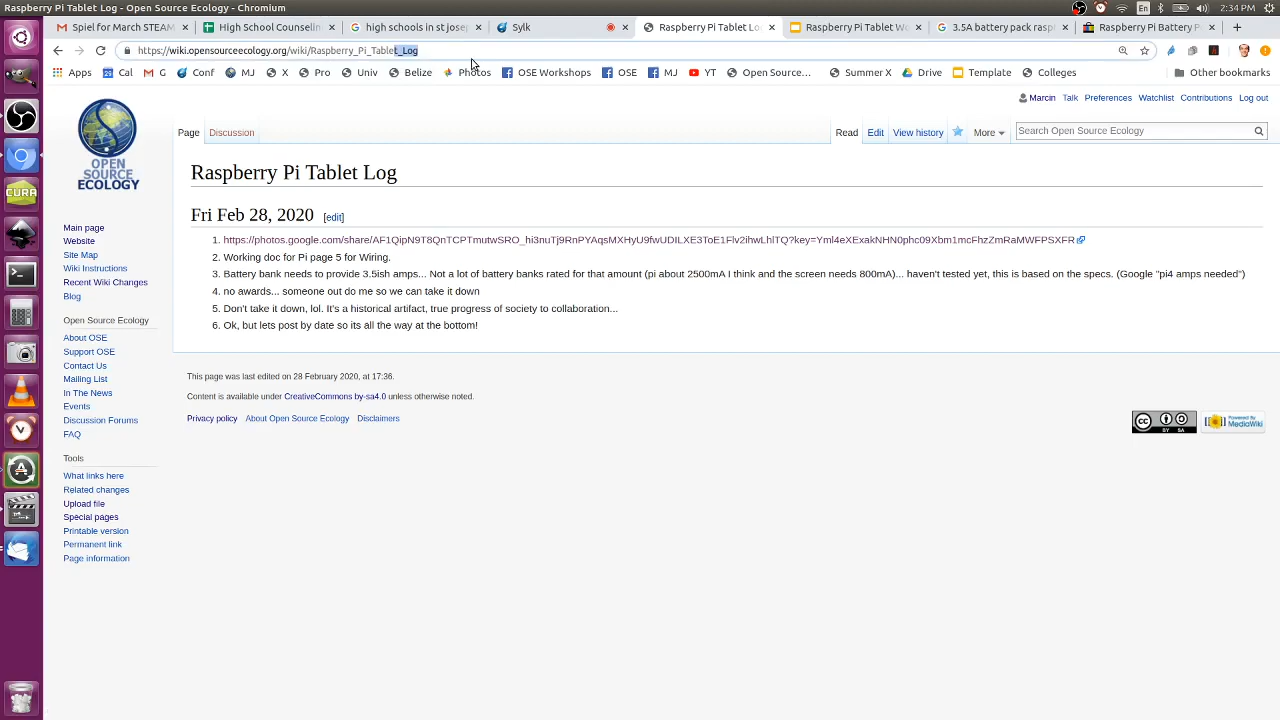 Raspberry Pi Tablet Log - Open Source Ecology - Chromium
En
2:34 PM
Spiel for March STEAM
High School Counselin
high schools in st josep
Sylk
Raspberry Pi Tablet Lo
Raspberry Pi Tablet Wo
3.5A battery pack rasp
Raspberry Pi Battery P
https://wiki.opensourceecology.org/wiki/Raspberry_Pi_Tablet_Log
Apps
Cal
G
Conf
MJ
X
Pro
Univ
Belize
Photos
OSE Workshops
OSE
MJ
YT
Open Source...
Summer X
Drive
Template
Colleges
Other bookmarks
Marcin
Talk
Preferences
Watchlist
Contributions
Log out
OPEN
SOURCE
ECOLOGY
Page
Discussion
Read
Edit
View history
More
Search Open Source Ecology
CURA
Raspberry Pi Tablet Log
Fri Feb 28, 2020 [edit]
1. https://photos.google.com/share/AF1QipN9T8QnTCPTmutwSRO_hi3nuTj9RnPYAqsMXHyU9fwUDILXE3ToE1Flv2ihwLhlTQ?key=Yml4eXExakNHN0phc09Xbm1mcFhzZmRaMWFPSXFR
2. Working doc for Pi page 5 for Wiring.
3. Battery bank needs to provide 3.5ish amps... Not a lot of battery banks rated for that amount (pi about 2500mA I think and the screen needs 800mA)... haven't tested yet, this is based on the specs. (Google "pi4 amps needed")
4. no awards... someone out do me so we can take it down
5. Don't take it down, lol. It's a historical artifact, true progress of society to collaboration...
6. Ok, but lets post by date so its all the way at the bottom!
Main page
Website
Site Map
Wiki Instructions
Recent Wiki Changes
Blog
Open Source Ecology
About OSE
Support OSE
Contact Us
Mailing List
In The News
Events
Discussion Forums
FAQ
Tools
What links here
Related changes
Upload file
Special pages
Printable version
Permanent link
Page information
This page was last edited on 28 February 2020, at 17:36.
Content is available under CreativeCommons by-sa4.0 unless otherwise noted.
Privacy policy
About Open Source Ecology
Disclaimers
CC
BY SA
Powered By
MediaWiki